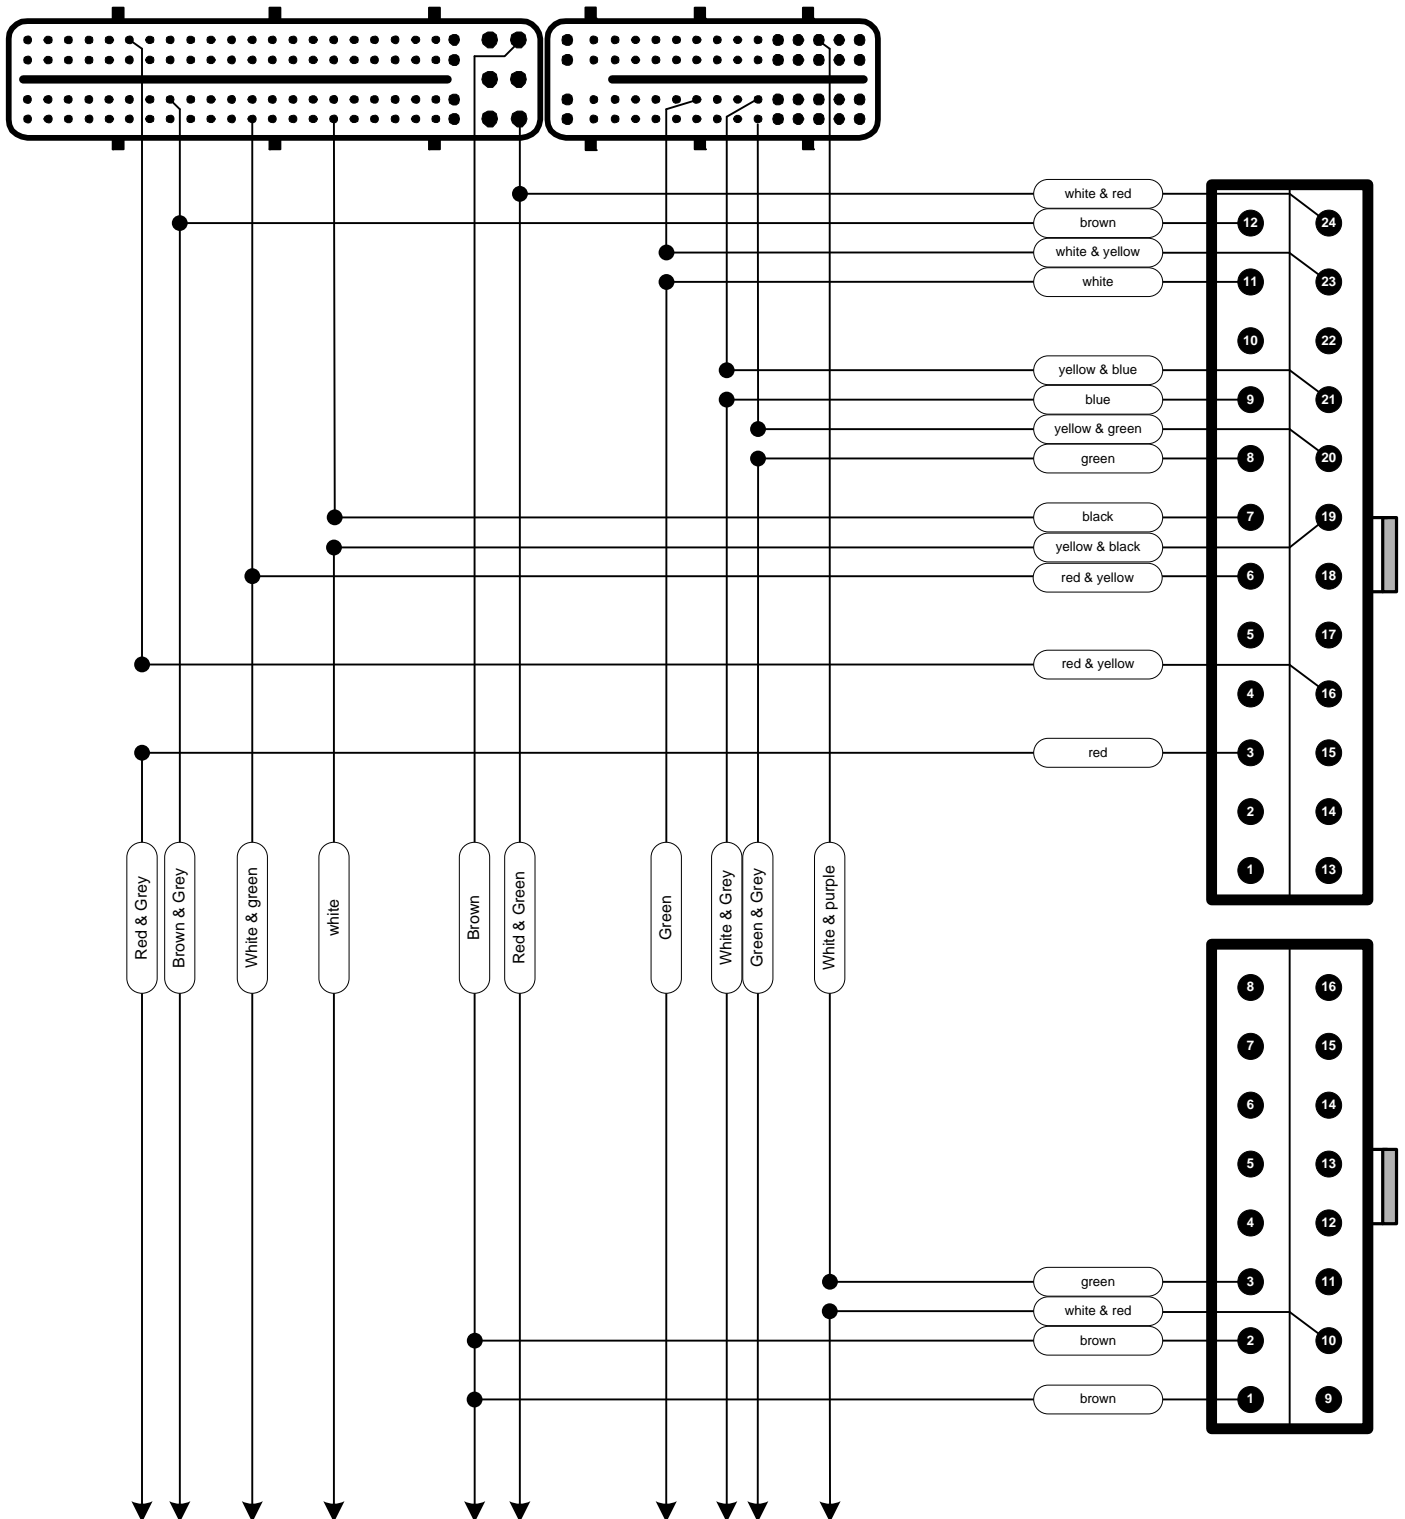 white & red
brown
12
24
white & yellow
white
11
23
10
22
yellow & blue
blue
9
21
yellow & green
green
8
20
black
7
19
yellow & black
red & yellow
6
18
5
17
red & yellow
4
16
red
3
15
2
14
1
13
Red & Grey
Brown & Grey
White & green
white
Brown
Red & Green
Green
White & Grey
Green & Grey
White & purple
8
16
7
15
6
14
5
13
4
12
green
3
11
white & red
brown
2
10
brown
1
9